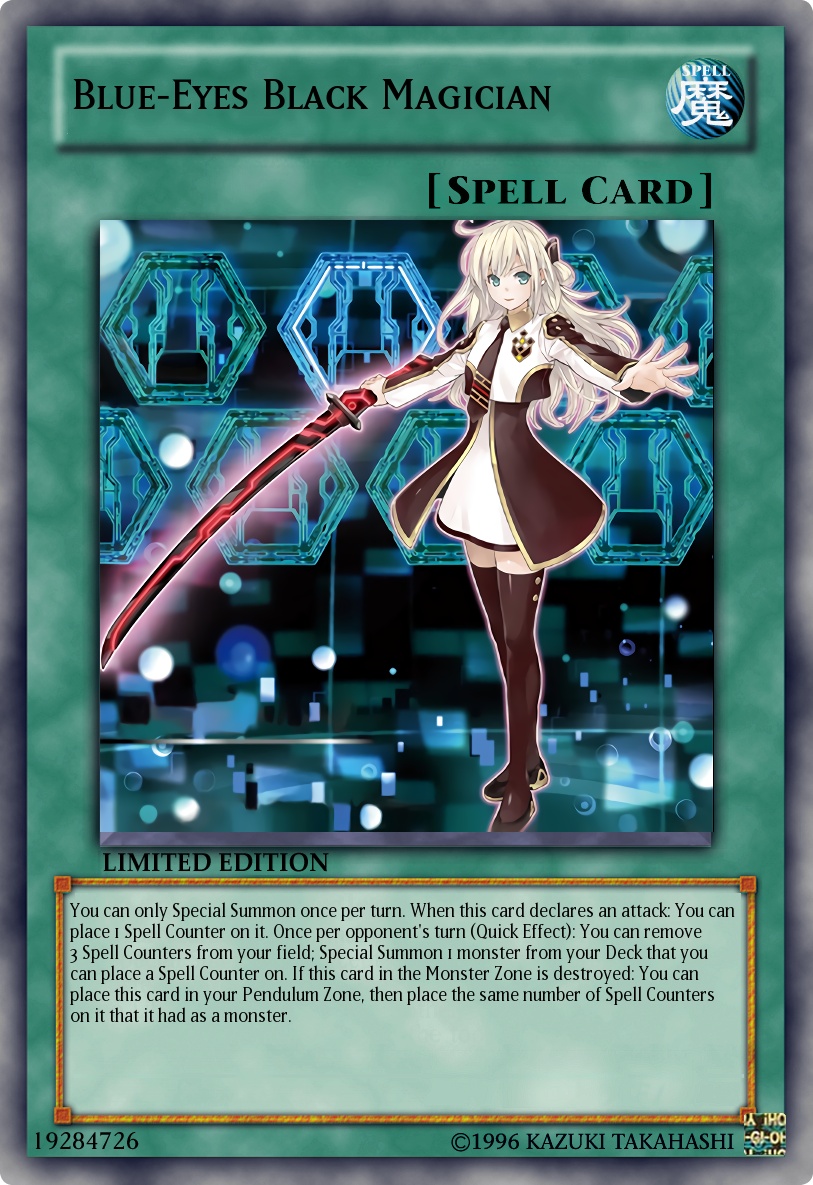 BLUE-EYES BLACK MAGICIAN
SPELL
魔
[SPELL CARD]
LIMITED EDITION
You can only Special Summon once per turn. When this card declares an attack: You can
place 1 Spell Counter on it. Once per opponent's turn (Quick Effect): You can remove
3 Spell Counters from your field; Special Summon 1 monster from your Deck that you
can place a Spell Counter on. If this card in the Monster Zone is destroyed: You can
place this card in your Pendulum Zone, then place the same number of Spell Counters
on it that it had as a monster.
19284726
©1996 KAZUKI TAKAHASHI